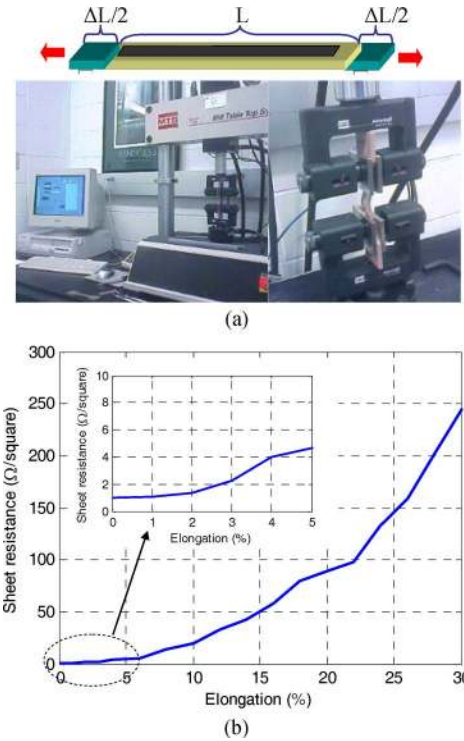 ΔL/2 L ΔL/2
MTS
(a)
300
250
200
150
100
50
0
Sheet resistance (Ω/square)
10
8
6
4
2
0
Sheet resistance (Ω/square)
0 1 2 3 4 5
Elongation (%)
0 5 10 15 20 25 30
Elongation (%)
(b)